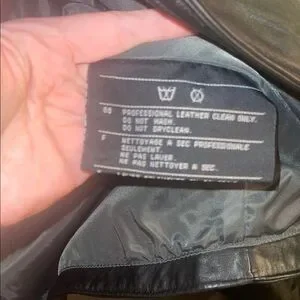 GB PROFESSIONAL LEATHER CLEAN ONLY.
DO NOT WASH.
DO NOT DRYCLEAN.
F NETTOYAGE A SEC PROFESSIONALE
SEULEMENT.
NE PAS LAVER.
NE PAS NETTOYER A SEC.